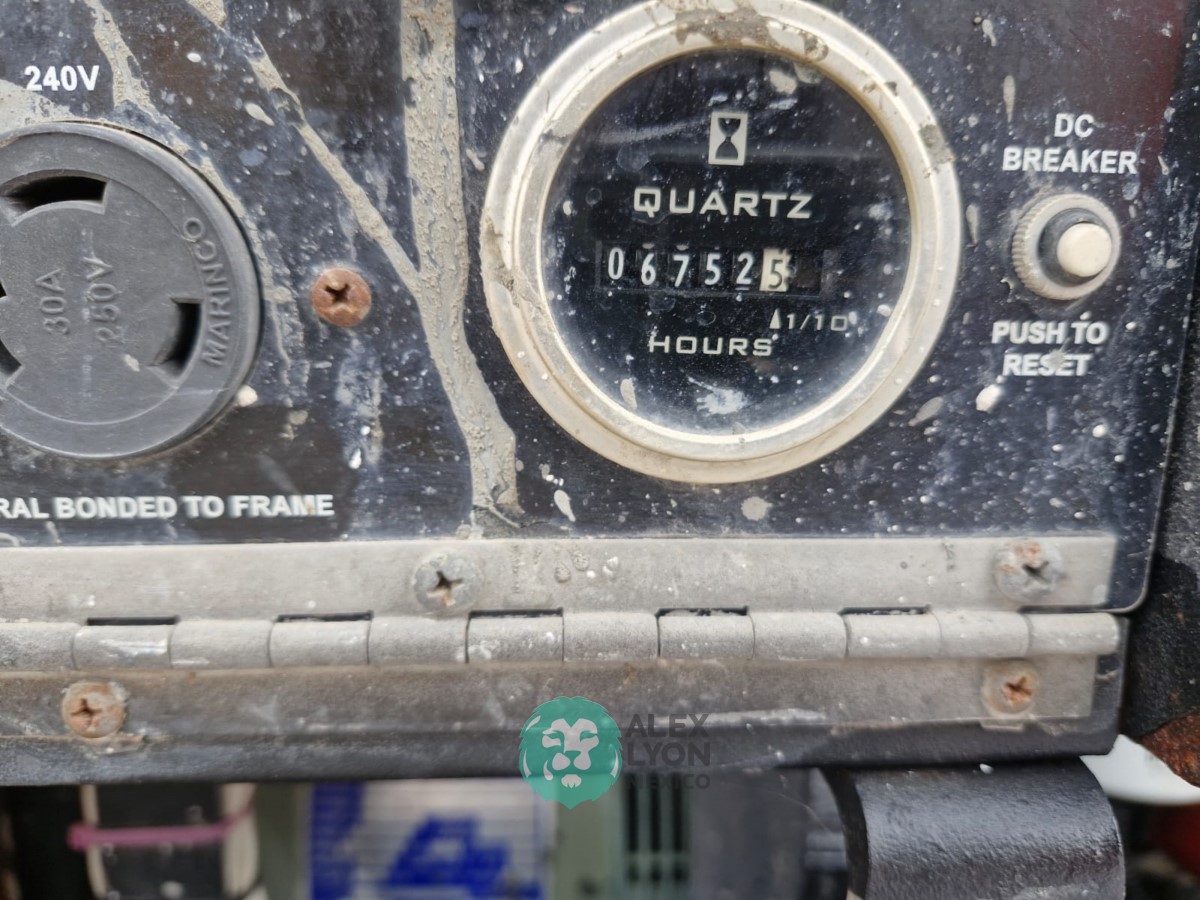 240V
30A
250V
MARINCO
RAL BONDED TO FRAME
QUARTZ
067525
1/10
HOURS
DC
BREAKER
PUSH TO
RESET
ALEX
LYON
MEXICO